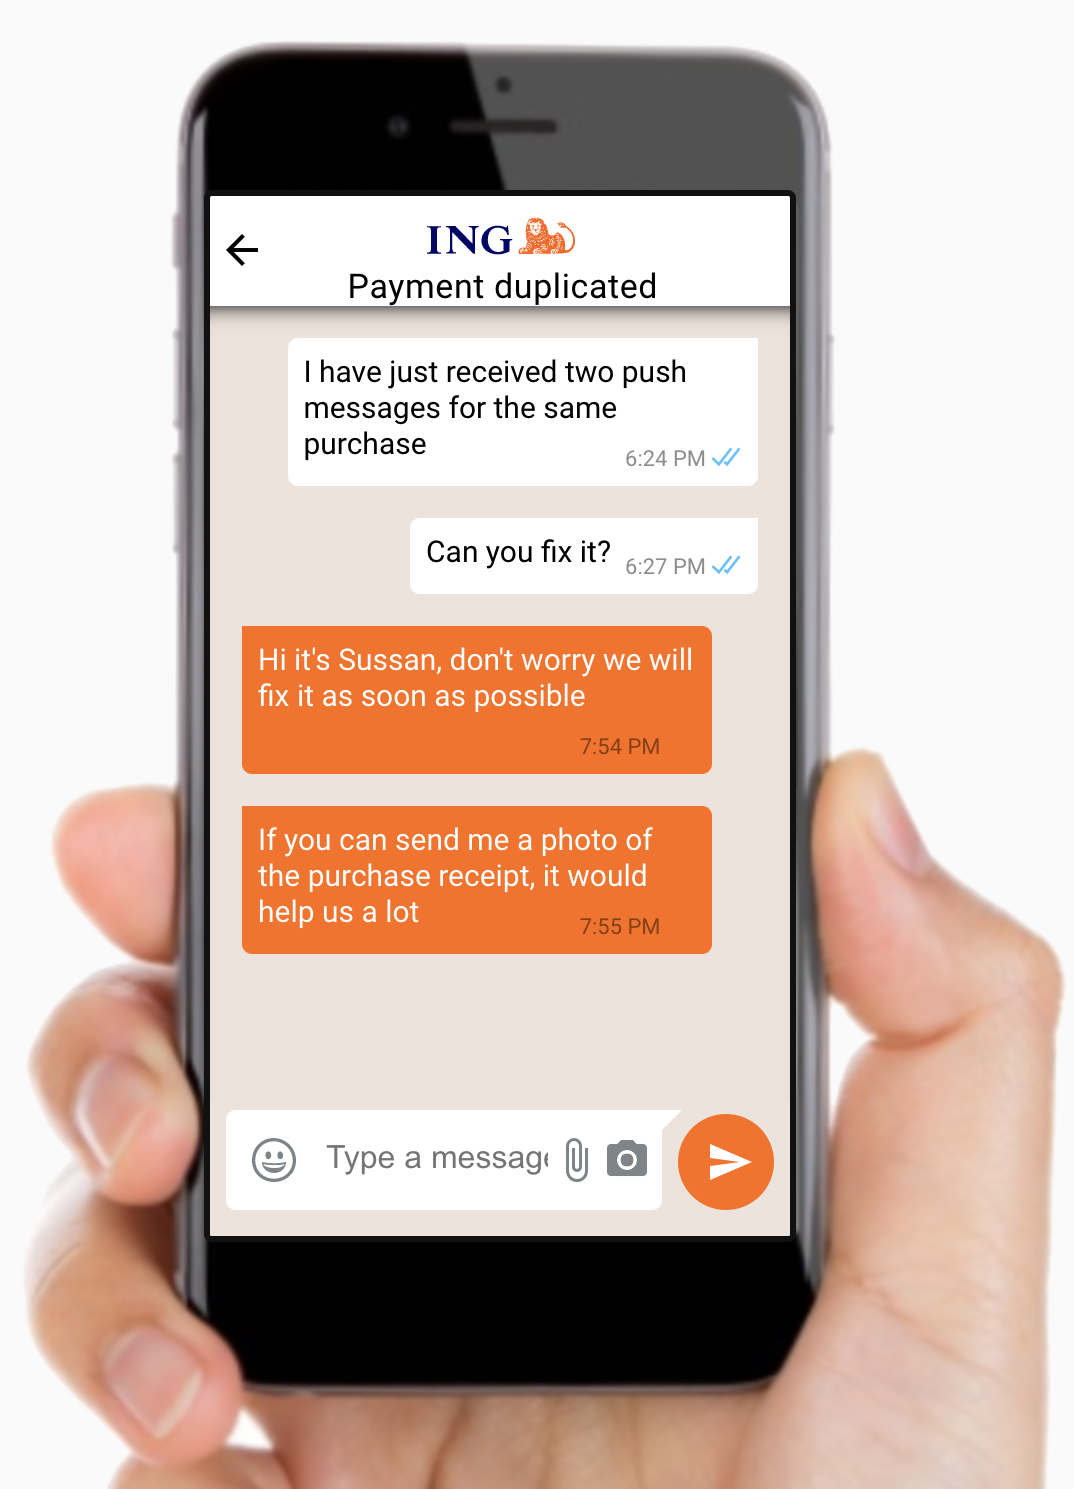 ING
Payment duplicated
I have just received two push
messages for the same
purchase
6:24 PM
Can you fix it?
6:27 PM
Hi it's Sussan, don't worry we will
fix it as soon as possible
7:54 PM
If you can send me a photo of
the purchase receipt, it would
help us a lot
7:55 PM
Type a message